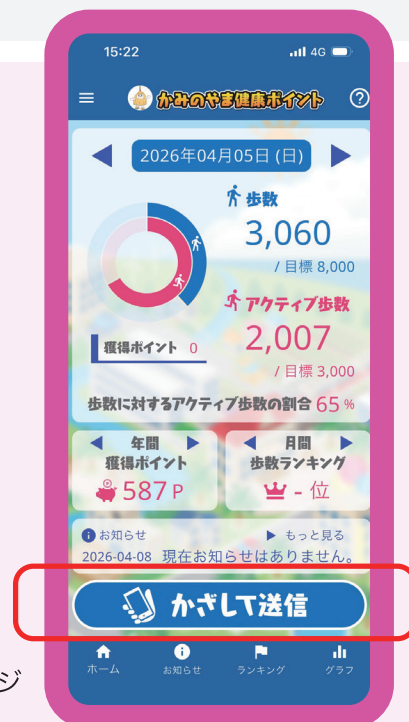 15:22
4G
かみのやま健康ポイント
2026年04月05日 (日)
歩数
3,060
/ 目標 8,000
アクティブ歩数
2,007
/ 目標 3,000
獲得ポイント 0
歩数に対するアクティブ歩数の割合 65 %
年間
獲得ポイント
587 P
月間
歩数ランキング
- 位
お知らせ
もっと見る
2026-04-08 現在お知らせはありません。
かざして送信
ホーム
お知らせ
ランキング
グラフ
ジ